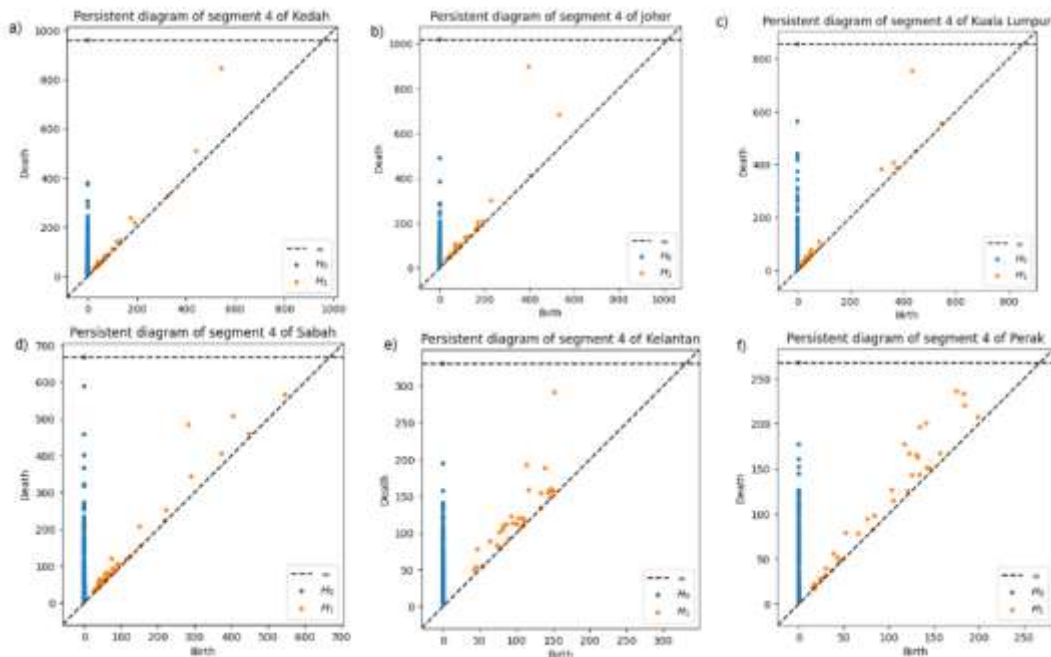 a)
Persistent diagram of segment 4 of Kedah
1000
800
600
400
200
0
Death
0 200 400 600 800 1000
∞
H₀
H₁
b)
Persistent diagram of segment 4 of Johor
1000
800
600
400
200
0
Death
0 200 400 600 800 1000
Birth
∞
H₀
H₁
c)
Persistent diagram of segment 4 of Kuala Lumpur
800
600
400
200
0
Death
0 200 400 600 800
Birth
∞
H₀
H₁
d)
Persistent diagram of segment 4 of Sabah
700
600
500
400
300
200
100
0
Death
0 100 200 300 400 500 600 700
Birth
∞
H₀
H₁
e)
Persistent diagram of segment 4 of Kelantan
300
250
200
150
100
50
0
Death
0 50 100 150 200 250 300
Birth
∞
H₀
H₁
f)
Persistent diagram of segment 4 of Perak
250
200
150
100
50
0
Death
0 50 100 150 200 250
Birth
∞
H₀
H₁